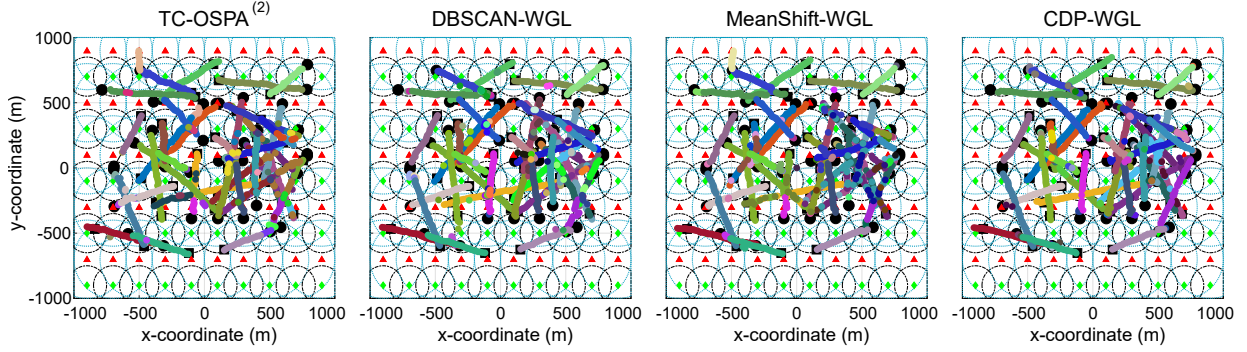 TC-OSPA (2)
DBSCAN-WGL
MeanShift-WGL
CDP-WGL
1000
500
0
-500
-1000
y-coordinate (m)
-1000 -500 0 500 1000
-1000 -500 0 500 1000
-1000 -500 0 500 1000
-1000 -500 0 500 1000
x-coordinate (m)
x-coordinate (m)
x-coordinate (m)
x-coordinate (m)